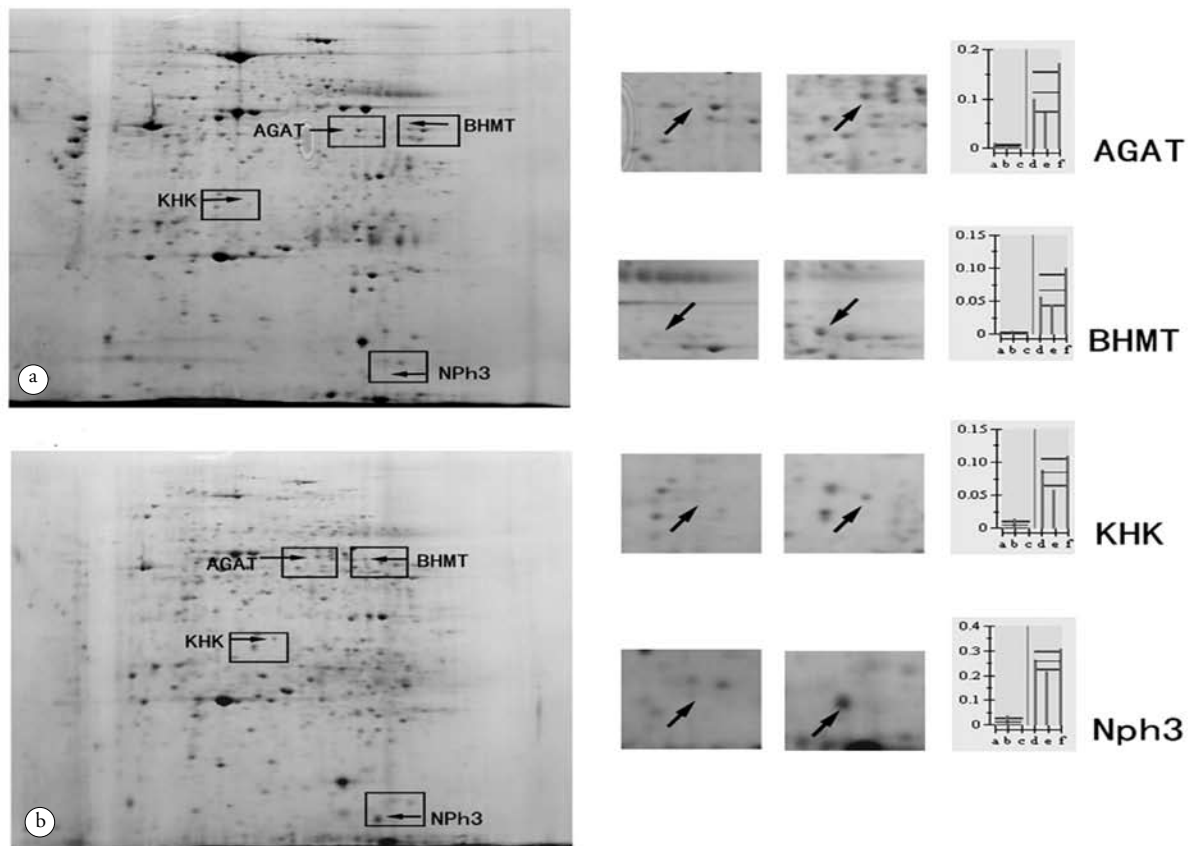 AGAT
BHMT
KHK
NPh3
a
AGAT
BHMT
KHK
NPh3
b
0.2
0.1
0
a b c d e f
AGAT
0.15
0.10
0.05
0
a b c d e f
BHMT
0.15
0.10
0.05
0
a b c d e f
KHK
0.4
0.3
0.2
0.1
0
a b c d e f
Nph3